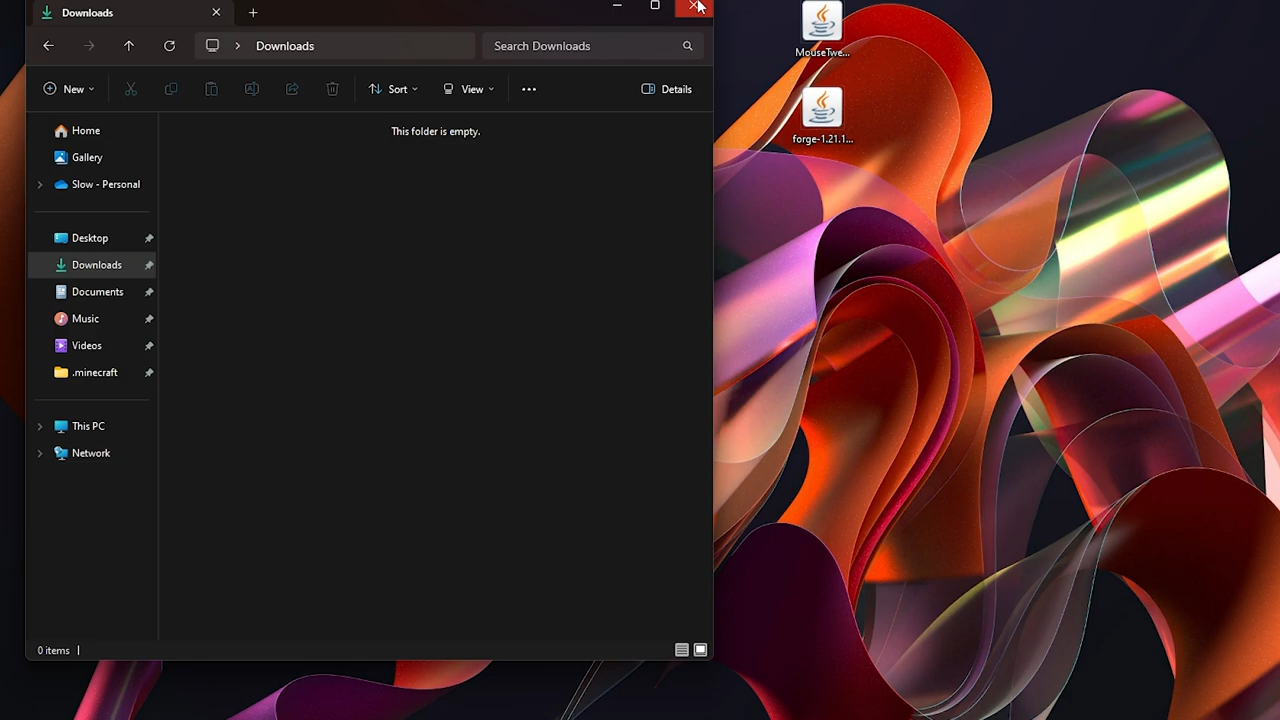 Downloads
Downloads
Search Downloads
New
Sort
View
Details
This folder is empty.
Home
Gallery
Slow - Personal
Desktop
Downloads
Documents
Music
Videos
.minecraft
This PC
Network
0 items
MouseTwe...
forge-1.21.1...